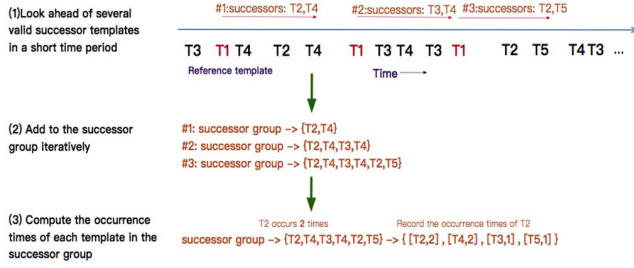 (1)Look ahead of several
valid successor templates
in a short time period
#1:successors: T2,T4
#2:successors: T3,T4
#3:successors: T2,T5
T3 T1 T4 T2 T4 T1 T3 T4 T3 T1 T2 T5 T4 T3 ...
Reference template
Time
(2) Add to the successor
group iteratively
#1: successor group -> {T2,T4}
#2: successor group -> {T2,T4,T3,T4}
#3: successor group -> {T2,T4,T3,T4,T2,T5}
(3) Compute the occurrence
times of each template in the
successor group
T2 occurs 2 times
Record the occurrence times of T2
successor group -> {T2,T4,T3,T4,T2,T5} -> { [T2,2] , [T4,2] , [T3,1] , [T5,1] }